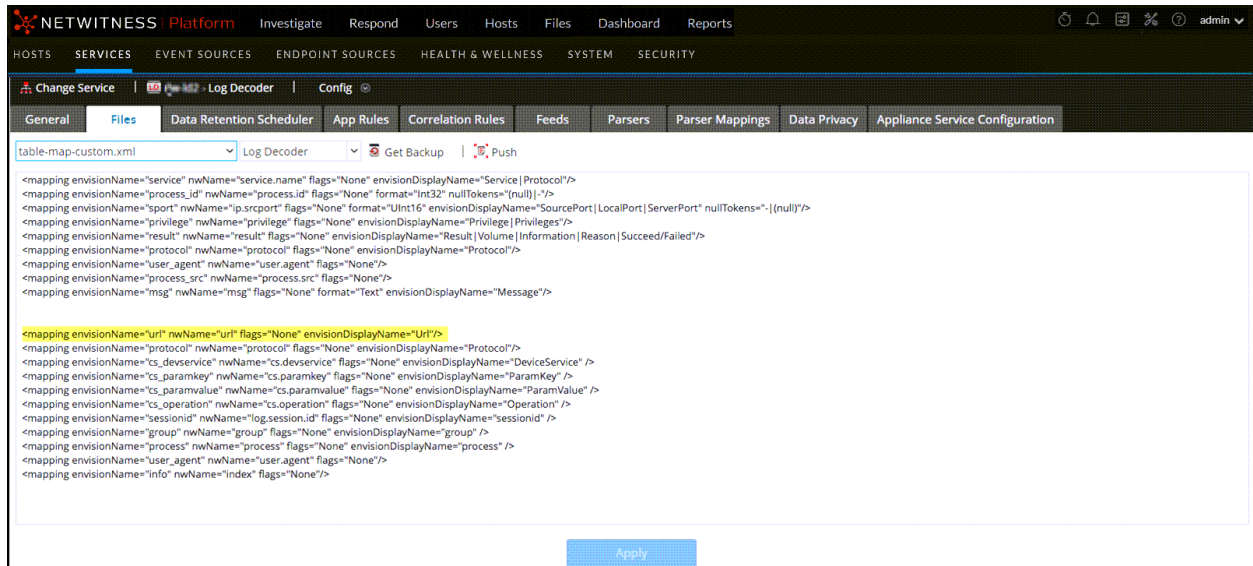 NETWITNESS Platform Investigate Respond Users Hosts Files Dashboard Reports admin
HOSTS SERVICES EVENT SOURCES ENDPOINT SOURCES HEALTH & WELLNESS SYSTEM SECURITY
Change Service | LD - Log Decoder | Config
General Files Data Retention Scheduler App Rules Correlation Rules Feeds Parsers Parser Mappings Data Privacy Appliance Service Configuration
table-map-custom.xml Log Decoder Get Backup | Push
<mapping envisionName="service" nwName="service.name" flags="None" envisionDisplayName="Service|Protocol"/>
<mapping envisionName="process_id" nwName="process.id" flags="None" format="Int32" nullTokens="(null)|-"/>
<mapping envisionName="sport" nwName="ip.srcport" flags="None" format="UInt16" envisionDisplayName="SourcePort|LocalPort|ServerPort" nullTokens="-|(null)"/>
<mapping envisionName="privilege" nwName="privilege" flags="None" envisionDisplayName="Privilege|Privileges"/>
<mapping envisionName="result" nwName="result" flags="None" envisionDisplayName="Result|Volume|Information|Reason|Succeed/Failed"/>
<mapping envisionName="protocol" nwName="protocol" flags="None" envisionDisplayName="Protocol"/>
<mapping envisionName="user_agent" nwName="user.agent" flags="None"/>
<mapping envisionName="process_src" nwName="process.src" flags="None"/>
<mapping envisionName="msg" nwName="msg" flags="None" format="Text" envisionDisplayName="Message"/>
<mapping envisionName="url" nwName="url" flags="None" envisionDisplayName="Url"/>
<mapping envisionName="protocol" nwName="protocol" flags="None" envisionDisplayName="Protocol"/>
<mapping envisionName="cs_devservice" nwName="cs.devservice" flags="None" envisionDisplayName="DeviceService" />
<mapping envisionName="cs_paramkey" nwName="cs.paramkey" flags="None" envisionDisplayName="ParamKey" />
<mapping envisionName="cs_paramvalue" nwName="cs.paramvalue" flags="None" envisionDisplayName="ParamValue" />
<mapping envisionName="cs_operation" nwName="cs.operation" flags="None" envisionDisplayName="Operation" />
<mapping envisionName="sessionid" nwName="log.session.id" flags="None" envisionDisplayName="sessionid" />
<mapping envisionName="group" nwName="group" flags="None" envisionDisplayName="group" />
<mapping envisionName="process" nwName="process" flags="None" envisionDisplayName="process" />
<mapping envisionName="user_agent" nwName="user.agent" flags="None"/>
<mapping envisionName="info" nwName="index" flags="None"/>
Apply